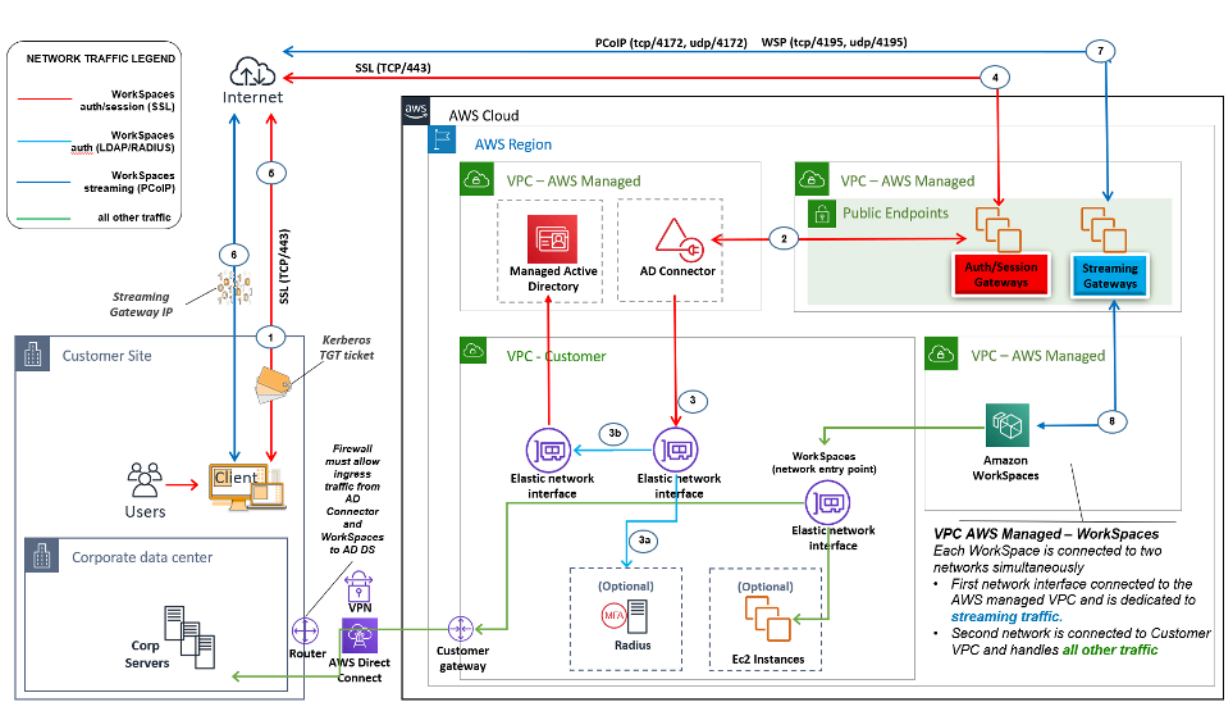 PCoIP (tcp/4172, udp/4172) WSP (tcp/4195, udp/4195)
7
NETWORK TRAFFIC LEGEND
WorkSpaces
auth/session (SSL)
WorkSpaces
auth (LDAP/RADIUS)
WorkSpaces
streaming (PCoIP)
all other traffic
SSL (TCP/443)
4
Internet
aws
AWS Cloud
AWS Region
5
6
SSL (TCP/443)
Streaming
Gateway IP
1
Kerberos
TGT ticket
VPC – AWS Managed
Managed Active
Directory
AD Connector
2
VPC – AWS Managed
Public Endpoints
Auth/Session
Gateways
Streaming
Gateways
Customer Site
Users
Client
Firewall
must allow
ingress
traffic from
AD
Connector
and
WorkSpaces
to AD DS
VPC - Customer
3
3b
Elastic network
interface
Elastic network
interface
WorkSpaces
(network entry point)
Elastic network
interface
3a
VPC – AWS Managed
8
Amazon
WorkSpaces
Corporate data center
Corp
Servers
VPN
Router
AWS Direct
Connect
Customer
gateway
(Optional)
MFA
Radius
(Optional)
Ec2 Instances
VPC AWS Managed – WorkSpaces
Each WorkSpace is connected to two
networks simultaneously
• First network interface connected to the
AWS managed VPC and is dedicated to
streaming traffic.
• Second network is connected to Customer
VPC and handles all other traffic